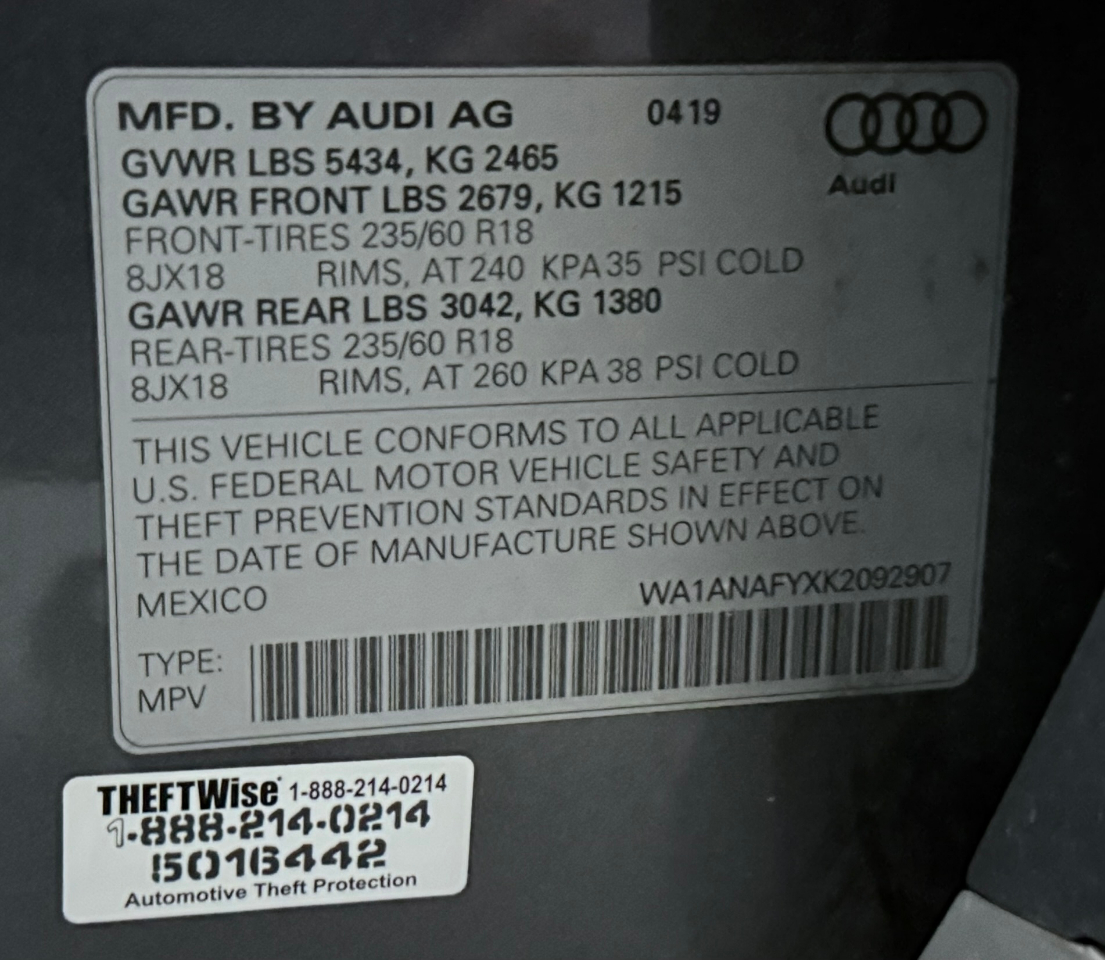 MFD. BY AUDI AG 0419
Audi
GVWR LBS 5434, KG 2465
GAWR FRONT LBS 2679, KG 1215
FRONT-TIRES 235/60 R18
8JX18 RIMS, AT 240 KPA 35 PSI COLD
GAWR REAR LBS 3042, KG 1380
REAR-TIRES 235/60 R18
8JX18 RIMS, AT 260 KPA 38 PSI COLD
THIS VEHICLE CONFORMS TO ALL APPLICABLE
U.S. FEDERAL MOTOR VEHICLE SAFETY AND
THEFT PREVENTION STANDARDS IN EFFECT ON
THE DATE OF MANUFACTURE SHOWN ABOVE.
MEXICO WA1ANAFYXK2092907
TYPE:
MPV
THEFTWise 1-888-214-0214
1-888-214-0214
5016442
Automotive Theft Protection